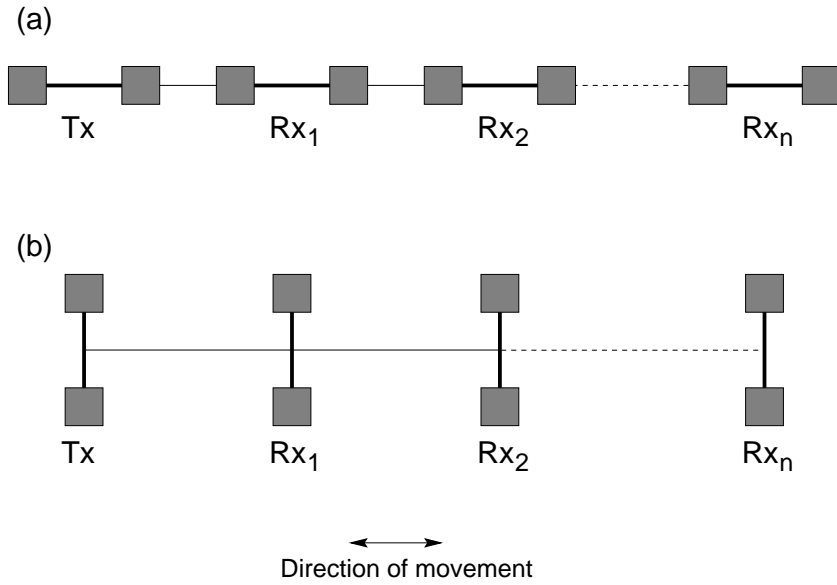 (a)
Tx Rx₁ Rx₂ Rxₙ
(b)
Tx Rx₁ Rx₂ Rxₙ
Direction of movement